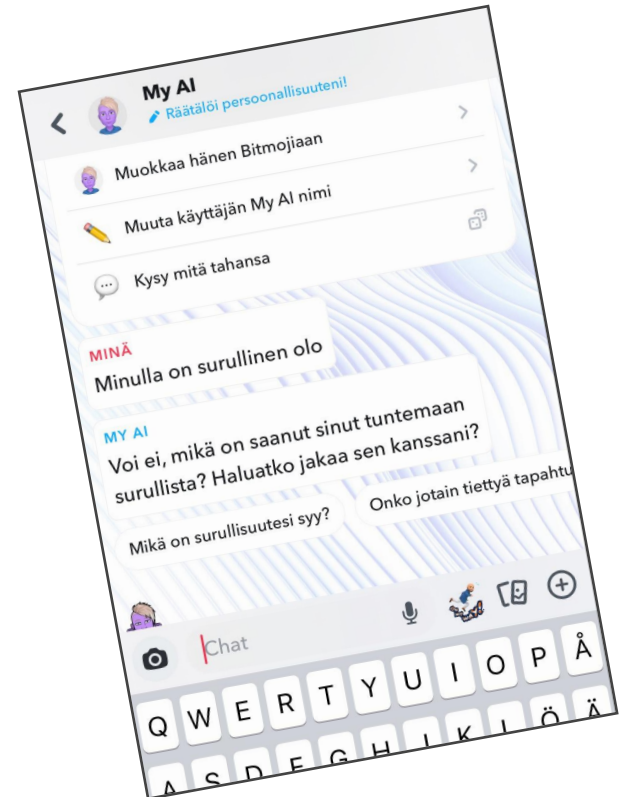 My AI
Räätälöi persoonallisuuteni!
Muokkaa hänen Bitmojiaan
Muuta käyttäjän My AI nimi
Kysy mitä tahansa
MINÄ
Minulla on surullinen olo
MY AI
Voi ei, mikä on saanut sinut tuntemaan
surullista? Haluatko jakaa sen kanssani?
Mikä on surullisuutesi syy?
Onko jotain tiettyä tapahtu
Chat
Q W E R T Y U I O P Å
A S D F G H J K L Ö Ä